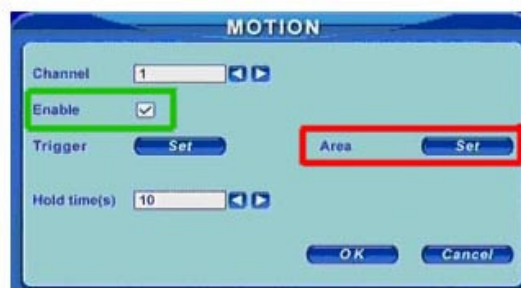 MOTION
Channel 1
Enable
Trigger Set Area Set
Hold time(s) 10
OK Cancel